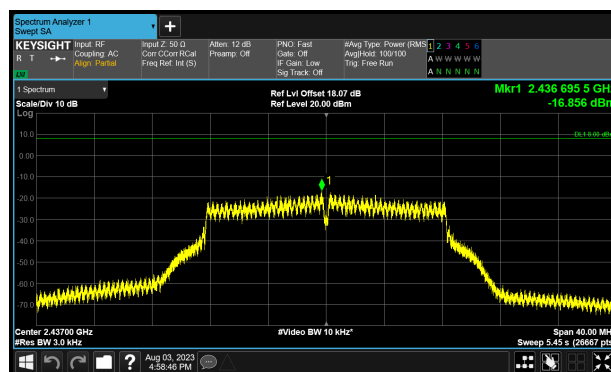 Spectrum Analyzer 1
Swept SA
+
KEYSIGHT
R T
LXI
Input: RF
Coupling: AC
Align: Partial
Input Z: 50 Ω
Corr CCorr RCal
Freq Ref: Int (S)
Atten: 12 dB
Preamp: Off
PNO: Fast
Gate: Off
IF Gain: Low
Sig Track: Off
#Avg Type: Power (RMS
Avg|Hold: 100/100
Trig: Free Run
1 2 3 4 5 6
A W W W W W
A N N N N N
1 Spectrum
Scale/Div 10 dB
Ref Lvl Offset 18.07 dB
Ref Level 20.00 dBm
Mkr1 2.436 695 5 GH
-16.856 dBm
Log
10.0
0.00
-10.0
-20.0
-30.0
-40.0
-50.0
-60.0
-70.0
DL1 8.00 dBm
1
Center 2.43700 GHz
#Res BW 3.0 kHz
#Video BW 10 kHz*
Span 40.00 MH
Sweep 5.45 s (26667 pts
Aug 03, 2023
4:58:46 PM
?